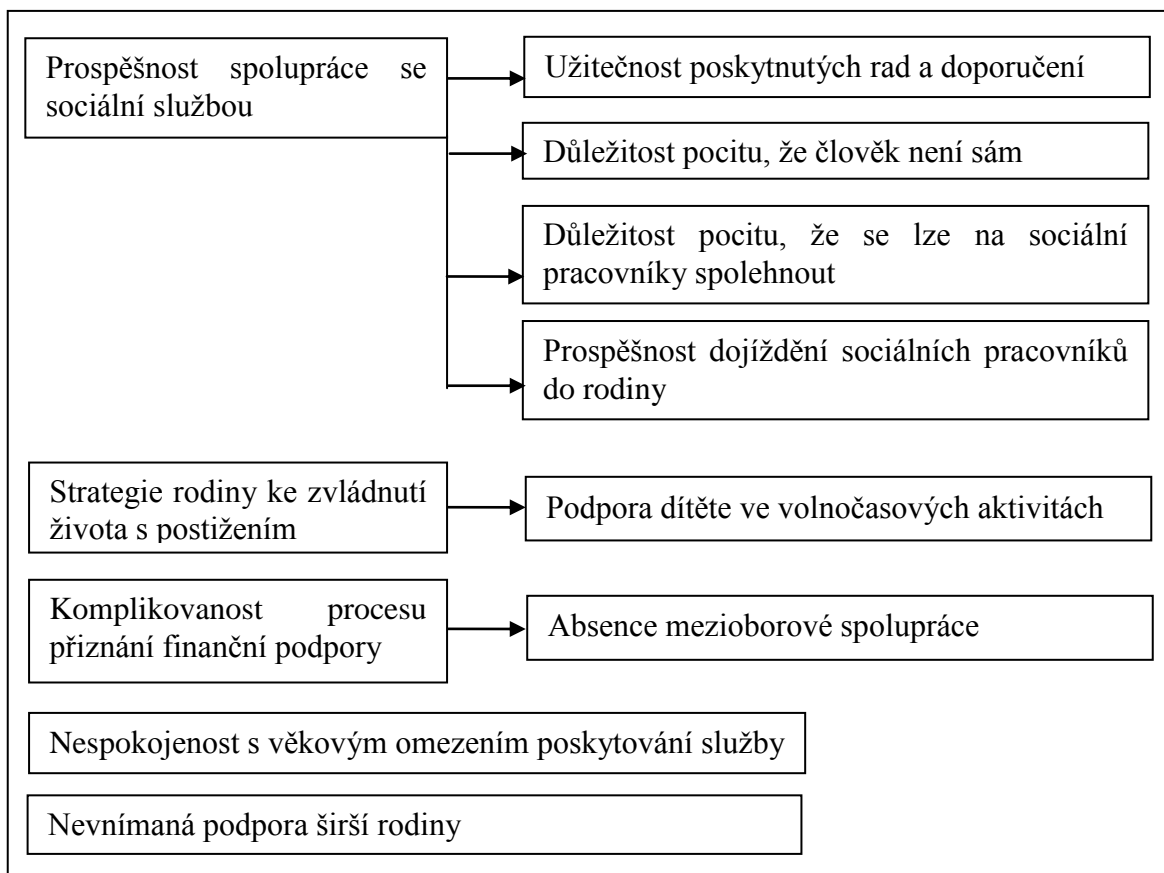 Prospěšnost spolupráce se
sociální službou
Užitečnost poskytnutých rad a doporučení
Důležitost pocitu, že člověk není sám
Důležitost pocitu, že se lze na sociální
pracovníky spolehnout
Prospěšnost dojíždění sociálních pracovníků
do rodiny
Strategie rodiny ke zvládnutí
života s postižením
Podpora dítěte ve volnočasových aktivitách
Komplikovanost procesu
přiznání finanční podpory
Absence mezioborové spolupráce
Nespokojenost s věkovým omezením poskytování služby
Nevnímaná podpora širší rodiny